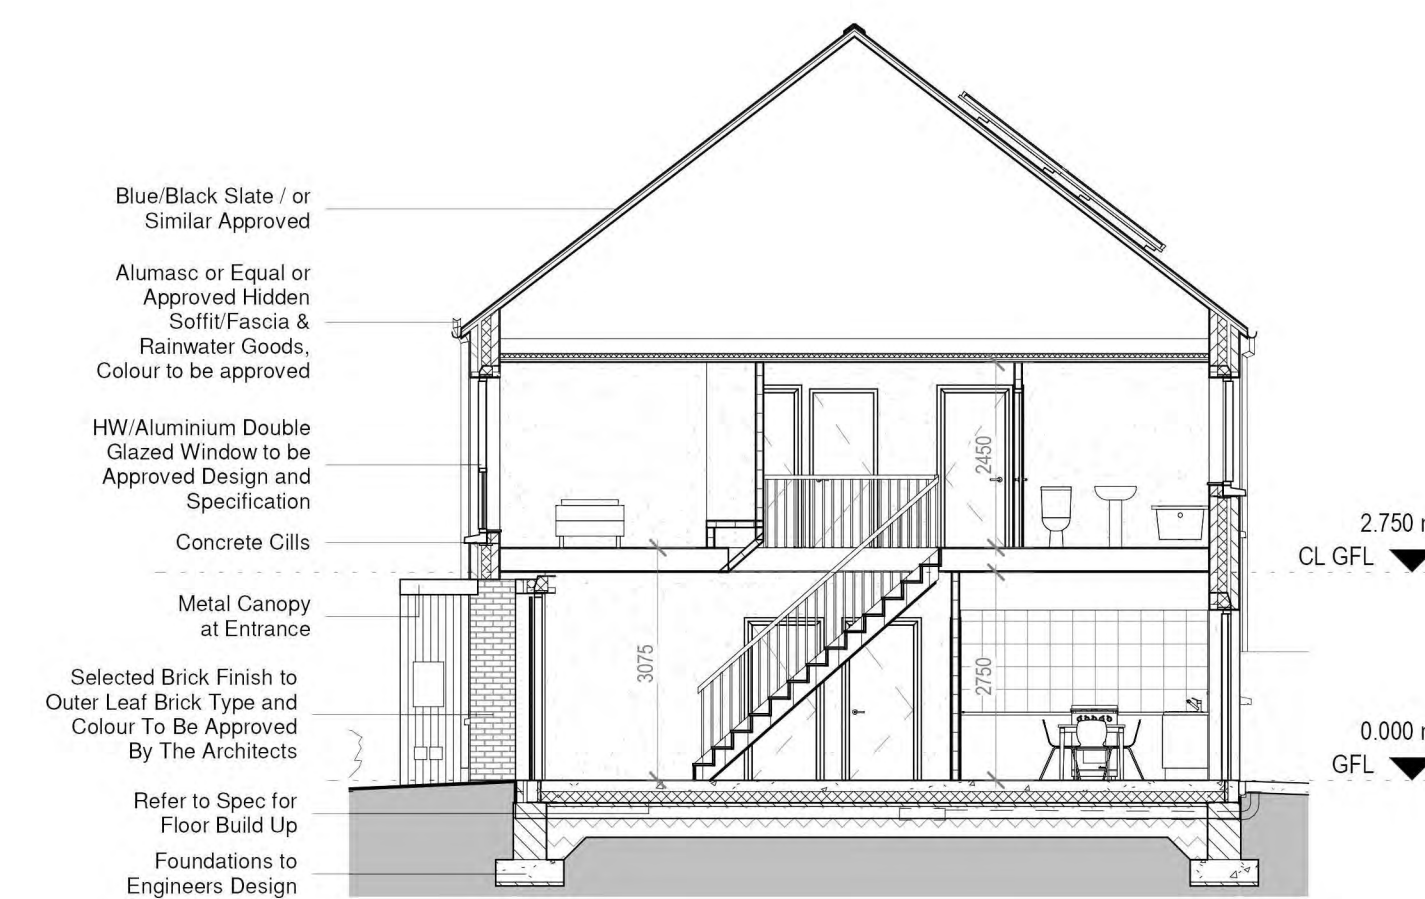 Blue/Black Slate / or
Similar Approved
Alumasc or Equal or
Approved Hidden
Soffit/Fascia &
Rainwater Goods,
Colour to be approved
HW/Aluminium Double
Glazed Window to be
Approved Design and
Specification
Concrete Cills
Metal Canopy
at Entrance
Selected Brick Finish to
Outer Leaf Brick Type and
Colour To Be Approved
By The Architects
Refer to Spec for
Floor Build Up
Foundations to
Engineers Design
2450
3075
2750
2.750
CL GFL
0.000
GFL